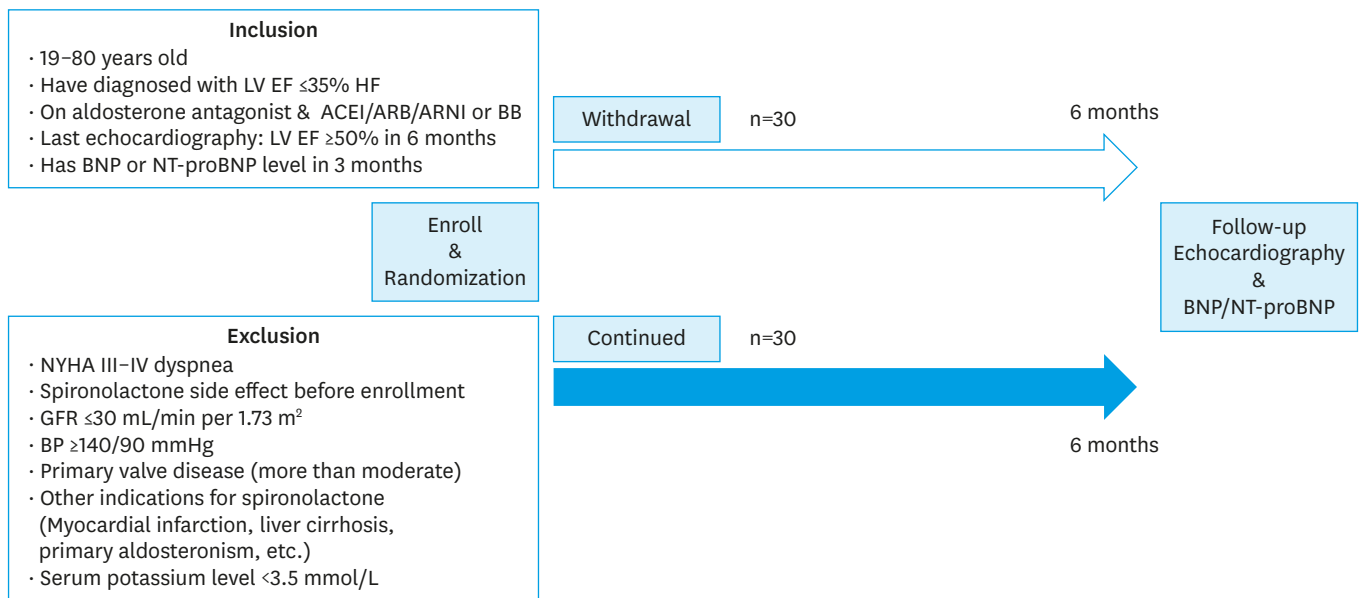 Inclusion
· 19–80 years old
· Have diagnosed with LV EF ≤35% HF
· On aldosterone antagonist & ACEI/ARB/ARNI or BB
· Last echocardiography: LV EF ≥50% in 6 months
· Has BNP or NT-proBNP level in 3 months
Enroll
&
Randomization
Exclusion
· NYHA III–IV dyspnea
· Spironolactone side effect before enrollment
· GFR ≤30 mL/min per 1.73 m²
· BP ≥140/90 mmHg
· Primary valve disease (more than moderate)
· Other indications for spironolactone
(Myocardial infarction, liver cirrhosis,
primary aldosteronism, etc.)
· Serum potassium level <3.5 mmol/L
Withdrawal
n=30
6 months
Continued
n=30
6 months
Follow-up
Echocardiography
&
BNP/NT-proBNP